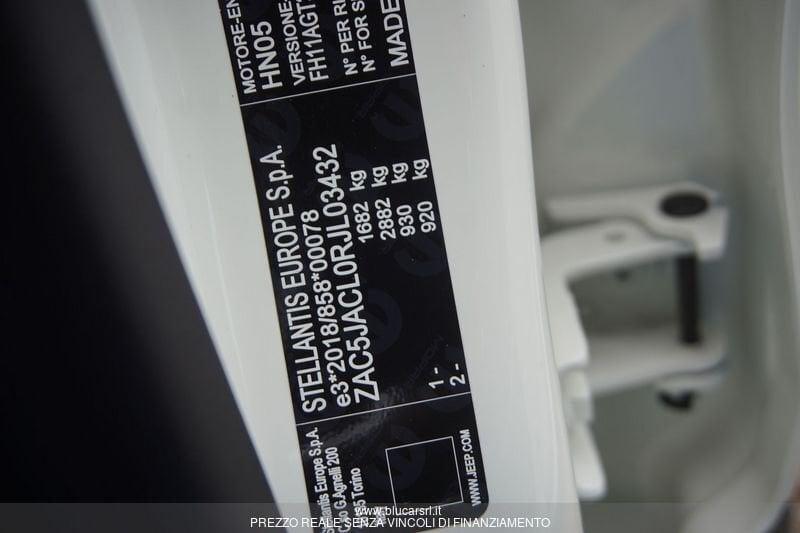 MOTORE-EN
HN05
VERSIONE-
FH11AGT
N° PER RI
N° FOR S
MADE
STELLANTIS EUROPE S.p.A.
e3*2018/858*00078
ZAC5JACL0RJL03432
1682 kg
2882 kg
930 kg
920 kg
1 -
2 -
Stellantis Europe S.p.A.
G.Agnelli 200
Torino
WWW.JEEP.COM
www.blucarsrl.it
PREZZO REALE SENZA VINCOLI DI FINANZIAMENTO